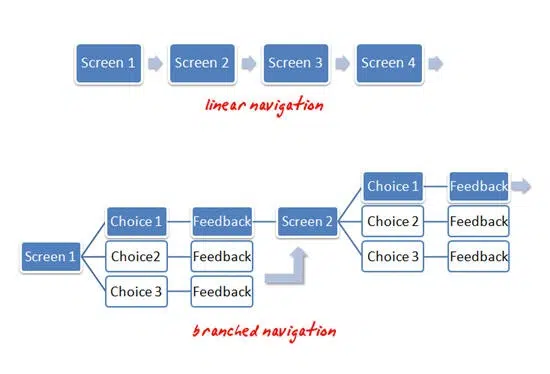 Screen 1 Screen 2 Screen 3 Screen 4
linear navigation
Choice 1 Feedback
Choice 2 Feedback
Choice 3 Feedback
Choice 1 Feedback Screen 2
Screen 1 Choice2 Feedback
Choice 3 Feedback
branched navigation